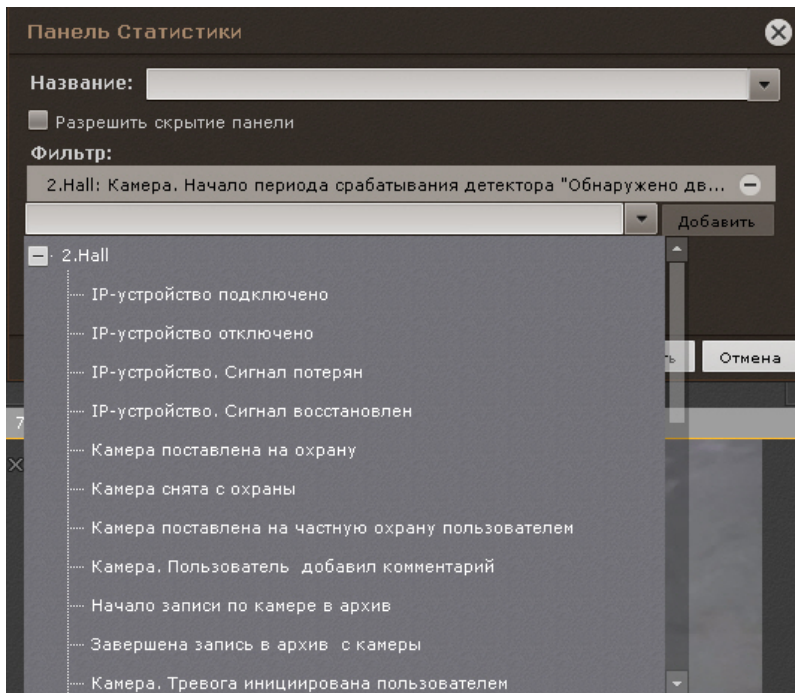 Панель Статистики
Название:
Разрешить скрытие панели
Фильтр:
2.Hall: Камера. Начало периода срабатывания детектора "Обнаружено дв...
Добавить
2.Hall
IP-устройство подключено
IP-устройство отключено
Отмена
IP-устройство. Сигнал потерян
IP-устройство. Сигнал восстановлен
7
Камера поставлена на охрану
Камера снята с охраны
Камера поставлена на частную охрану пользователем
Камера. Пользователь  добавил комментарий
Начало записи по камере в архив
Завершена запись в архив  с камеры
Камера. Тревога инициирована пользователем